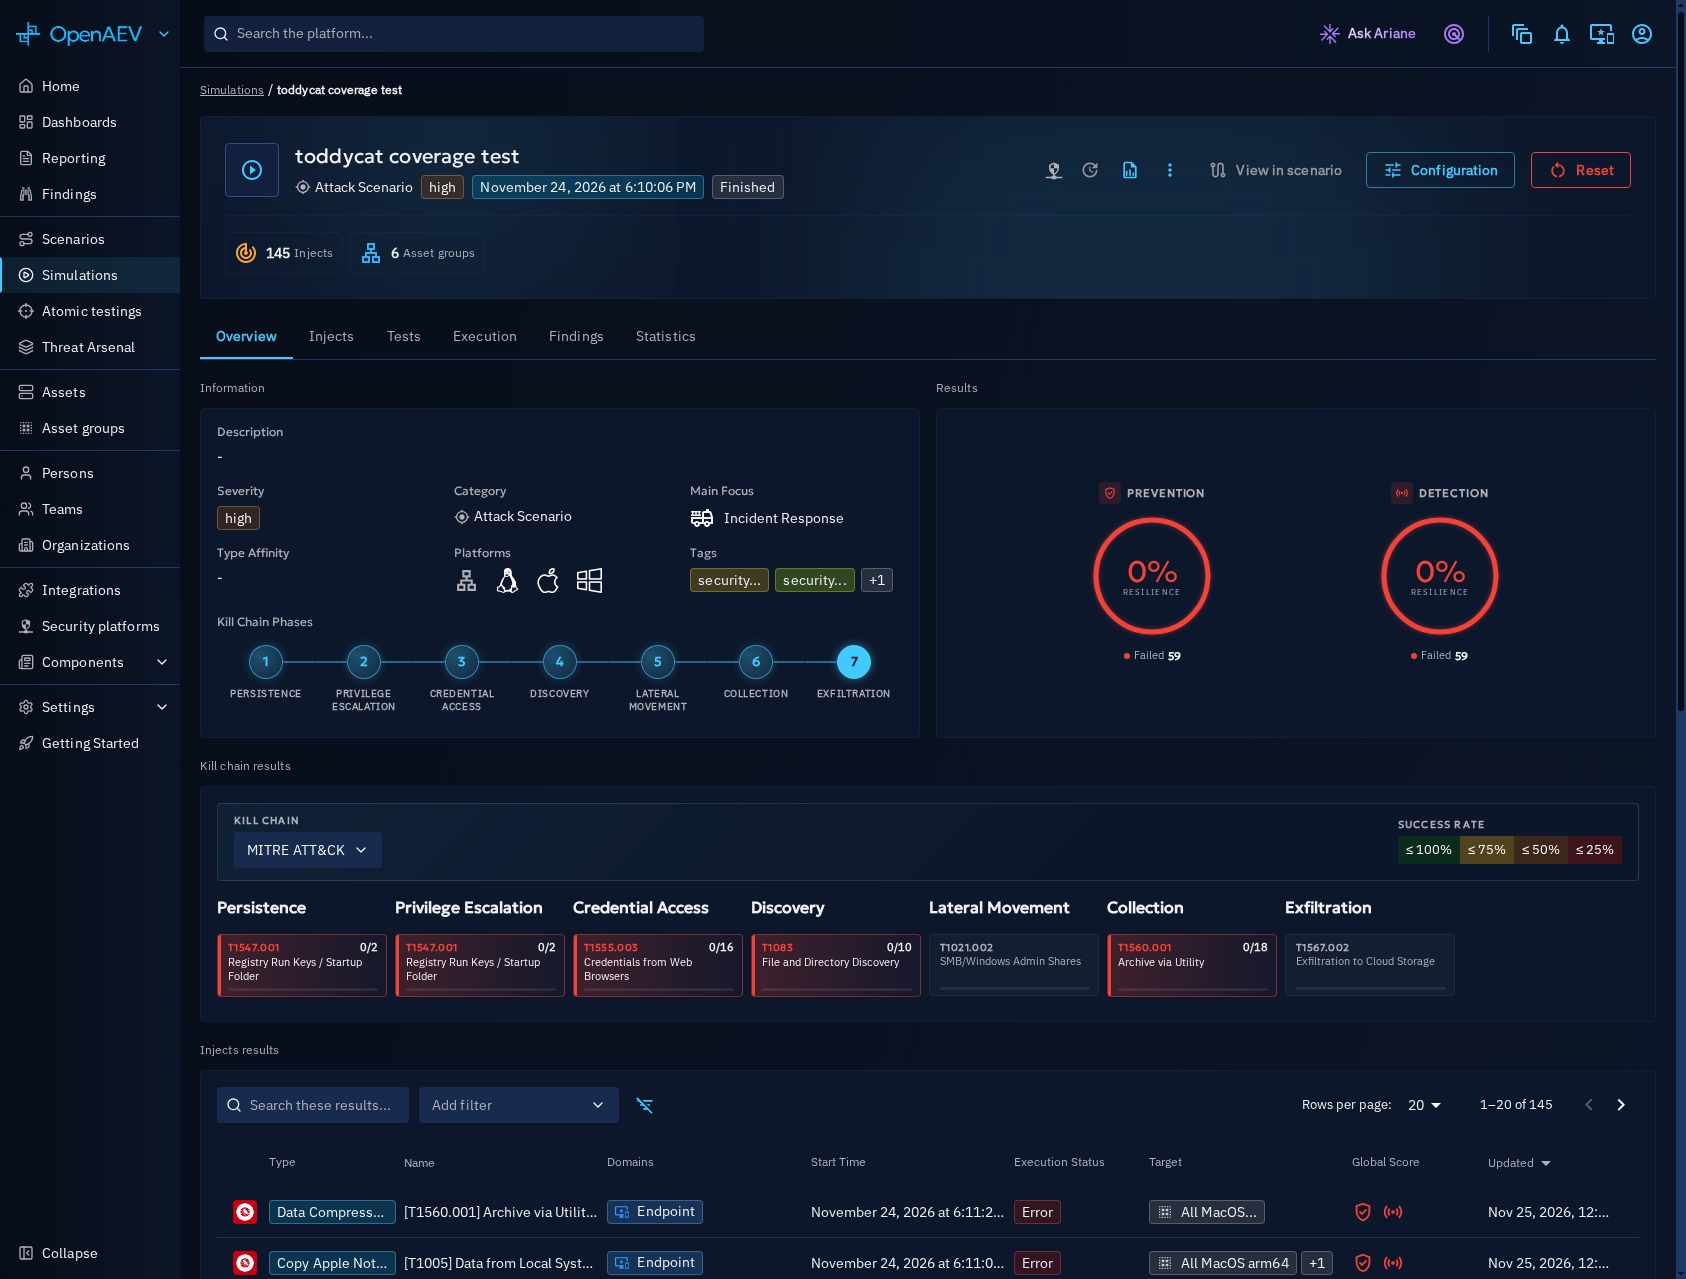 OpenAEV
Search the platform...
Ask Ariane
Home
Dashboards
Reporting
Findings
Scenarios
Simulations
Atomic testings
Threat Arsenal
Assets
Asset groups
Persons
Teams
Organizations
Integrations
Security platforms
Components
Settings
Getting Started
Collapse
Simulations / toddycat coverage test
toddycat coverage test
Attack Scenario high November 24, 2026 at 6:10:06 PM Finished
View in scenario Configuration Reset
145 Injects 6 Asset groups
Overview Injects Tests Execution Findings Statistics
Information
Description
-
Severity Category Main Focus
high Attack Scenario Incident Response
Type Affinity Platforms Tags
- security... security... +1
Kill Chain Phases
1 2 3 4 5 6 7
PERSISTENCE PRIVILEGE ESCALATION CREDENTIAL ACCESS DISCOVERY LATERAL MOVEMENT COLLECTION EXFILTRATION
Results
PREVENTION DETECTION
0% 0%
RESILIENCE RESILIENCE
Failed 59 Failed 59
Kill chain results
KILL CHAIN
MITRE ATT&CK
SUCCESS RATE
≤ 100% ≤ 75% ≤ 50% ≤ 25%
Persistence
T1547.001 0/2
Registry Run Keys / Startup
Folder
Privilege Escalation
T1547.001 0/2
Registry Run Keys / Startup
Folder
Credential Access
T1555.003 0/16
Credentials from Web
Browsers
Discovery
T1083 0/10
File and Directory Discovery
Lateral Movement
T1021.002
SMB/Windows Admin Shares
Collection
T1560.001 0/18
Archive via Utility
Exfiltration
T1567.002
Exfiltration to Cloud Storage
Injects results
Search these results... Add filter
Rows per page: 20 1–20 of 145
Type Name Domains Start Time Execution Status Target Global Score Updated
Data Compress... [T1560.001] Archive via Utilit... Endpoint November 24, 2026 at 6:11:2... Error All MacOS... Nov 25, 2026, 12:...
Copy Apple Not... [T1005] Data from Local Syst... Endpoint November 24, 2026 at 6:11:0... Error All MacOS arm64 +1 Nov 25, 2026, 12:...